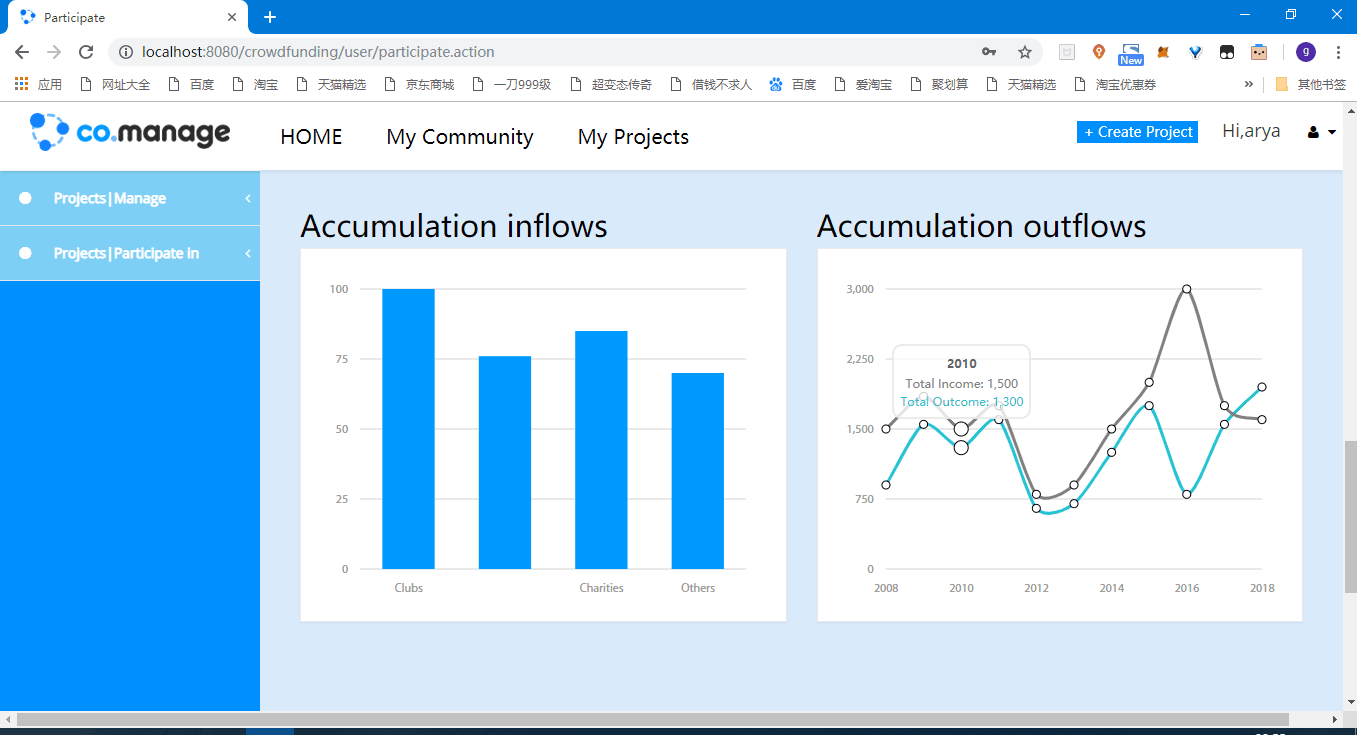 Participate
localhost:8080/crowdfunding/user/participate.action
New
g
应用 网址大全 百度 淘宝 天猫精选 京东商城 一刀999级 超变态传奇 借钱不求人 百度 爱淘宝 聚划算 天猫精选 淘宝优惠券 » 其他书签
co.manage HOME My Community My Projects + Create Project Hi,arya
Projects|Manage
Projects|Participate in
Accumulation inflows
100
75
50
25
0
Clubs Charities Others
Accumulation outflows
3,000
2,250
1,500
750
0
2010
Total Income: 1,500
Total Outcome: 1,300
2008 2010 2012 2014 2016 2018